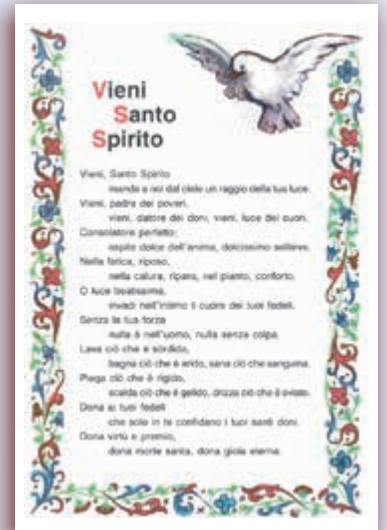 Vieni
Santo
Spirito
Vieni, Santo Spirito
manda a noi dal cielo un raggio della tua luce.
Vieni, padre dei poveri,
vieni, datore dei doni, vieni, luce dei cuori.
Consolatore perfetto;
ospite dolce dell'anima, dolcissimo sollievo.
Nella fatica, riposo,
nella calura, riparo, nel pianto, conforto.
O luce beatissima,
invadi nell'intimo il cuore dei tuoi fedeli.
Senza la tua forza
nulla è nell'uomo, nulla senza colpa.
Lava ciò che è sordido,
bagna ciò che è arido, sana ciò che sanguina.
Piega ciò che è rigido,
scalda ciò che è gelido, drizza ciò che è sviato.
Dona ai tuoi fedeli
che solo in te confidano i tuoi santi doni.
Dona virtù e premio,
dona morte santa, dona gioia eterna.